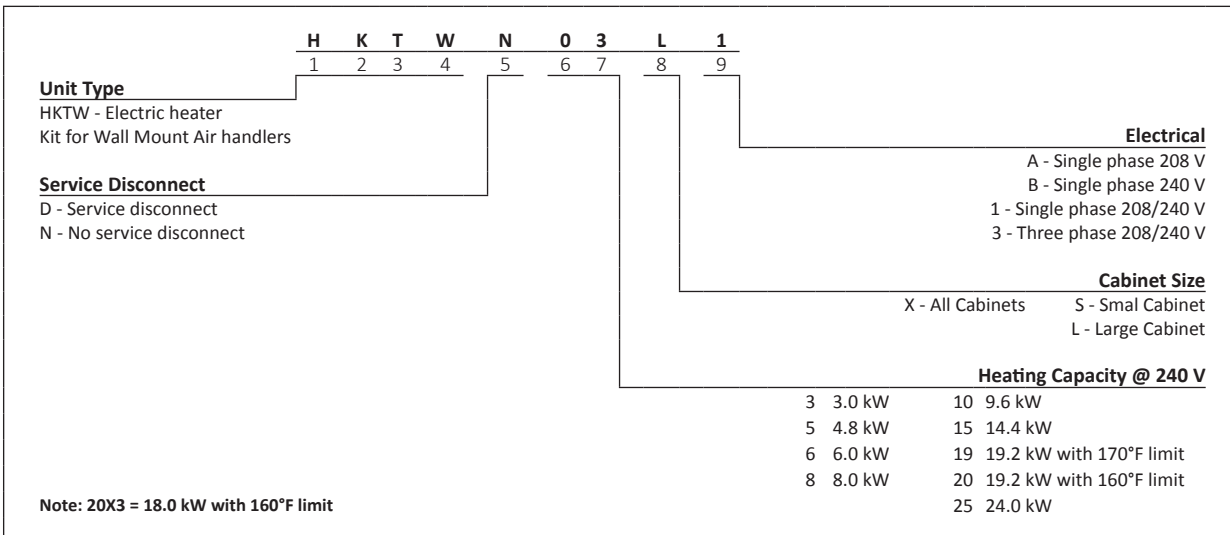 H K T W N 0 3 L 1
1 2 3 4 5 6 7 8 9
Unit Type
HKTW - Electric heater
Kit for Wall Mount Air handlers
Service Disconnect
D - Service disconnect
N - No service disconnect
Electrical
A - Single phase 208 V
B - Single phase 240 V
1 - Single phase 208/240 V
3 - Three phase 208/240 V
Cabinet Size
X - All Cabinets S - Smal Cabinet
L - Large Cabinet
Heating Capacity @ 240 V
3 3.0 kW 10 9.6 kW
5 4.8 kW 15 14.4 kW
6 6.0 kW 19 19.2 kW with 170°F limit
8 8.0 kW 20 19.2 kW with 160°F limit
25 24.0 kW
Note: 20X3 = 18.0 kW with 160°F limit